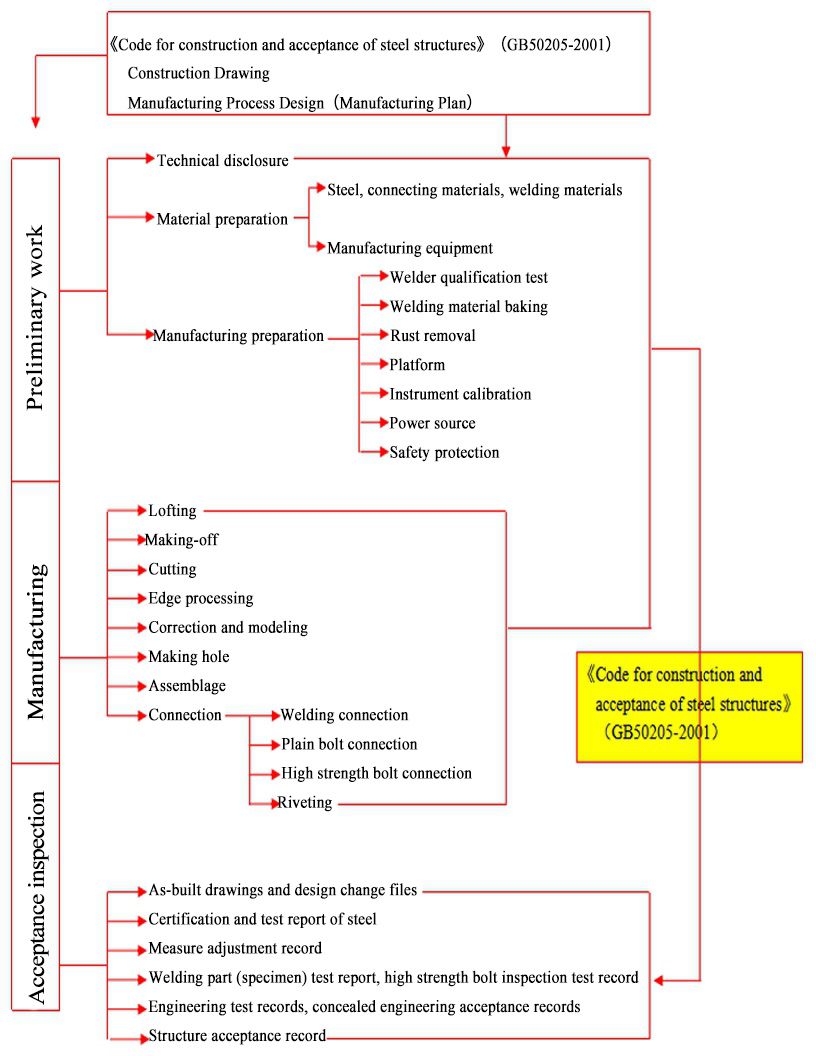 《Code for construction and acceptance of steel structures》（GB50205-2001）
Construction Drawing
Manufacturing Process Design（Manufacturing Plan）
Preliminary work
Technical disclosure
Material preparation
Steel, connecting materials, welding materials
Manufacturing equipment
Manufacturing preparation
Welder qualification test
Welding material baking
Rust removal
Platform
Instrument calibration
Power source
Safety protection
Manufacturing
Lofting
Making-off
Cutting
Edge processing
Correction and modeling
Making hole
Assemblage
Connection
Welding connection
Plain bolt connection
High strength bolt connection
Riveting
《Code for construction and
acceptance of steel structures》
（GB50205-2001）
Acceptance inspection
As-built drawings and design change files
Certification and test report of steel
Measure adjustment record
Welding part (specimen) test report, high strength bolt inspection test record
Engineering test records, concealed engineering acceptance records
Structure acceptance record